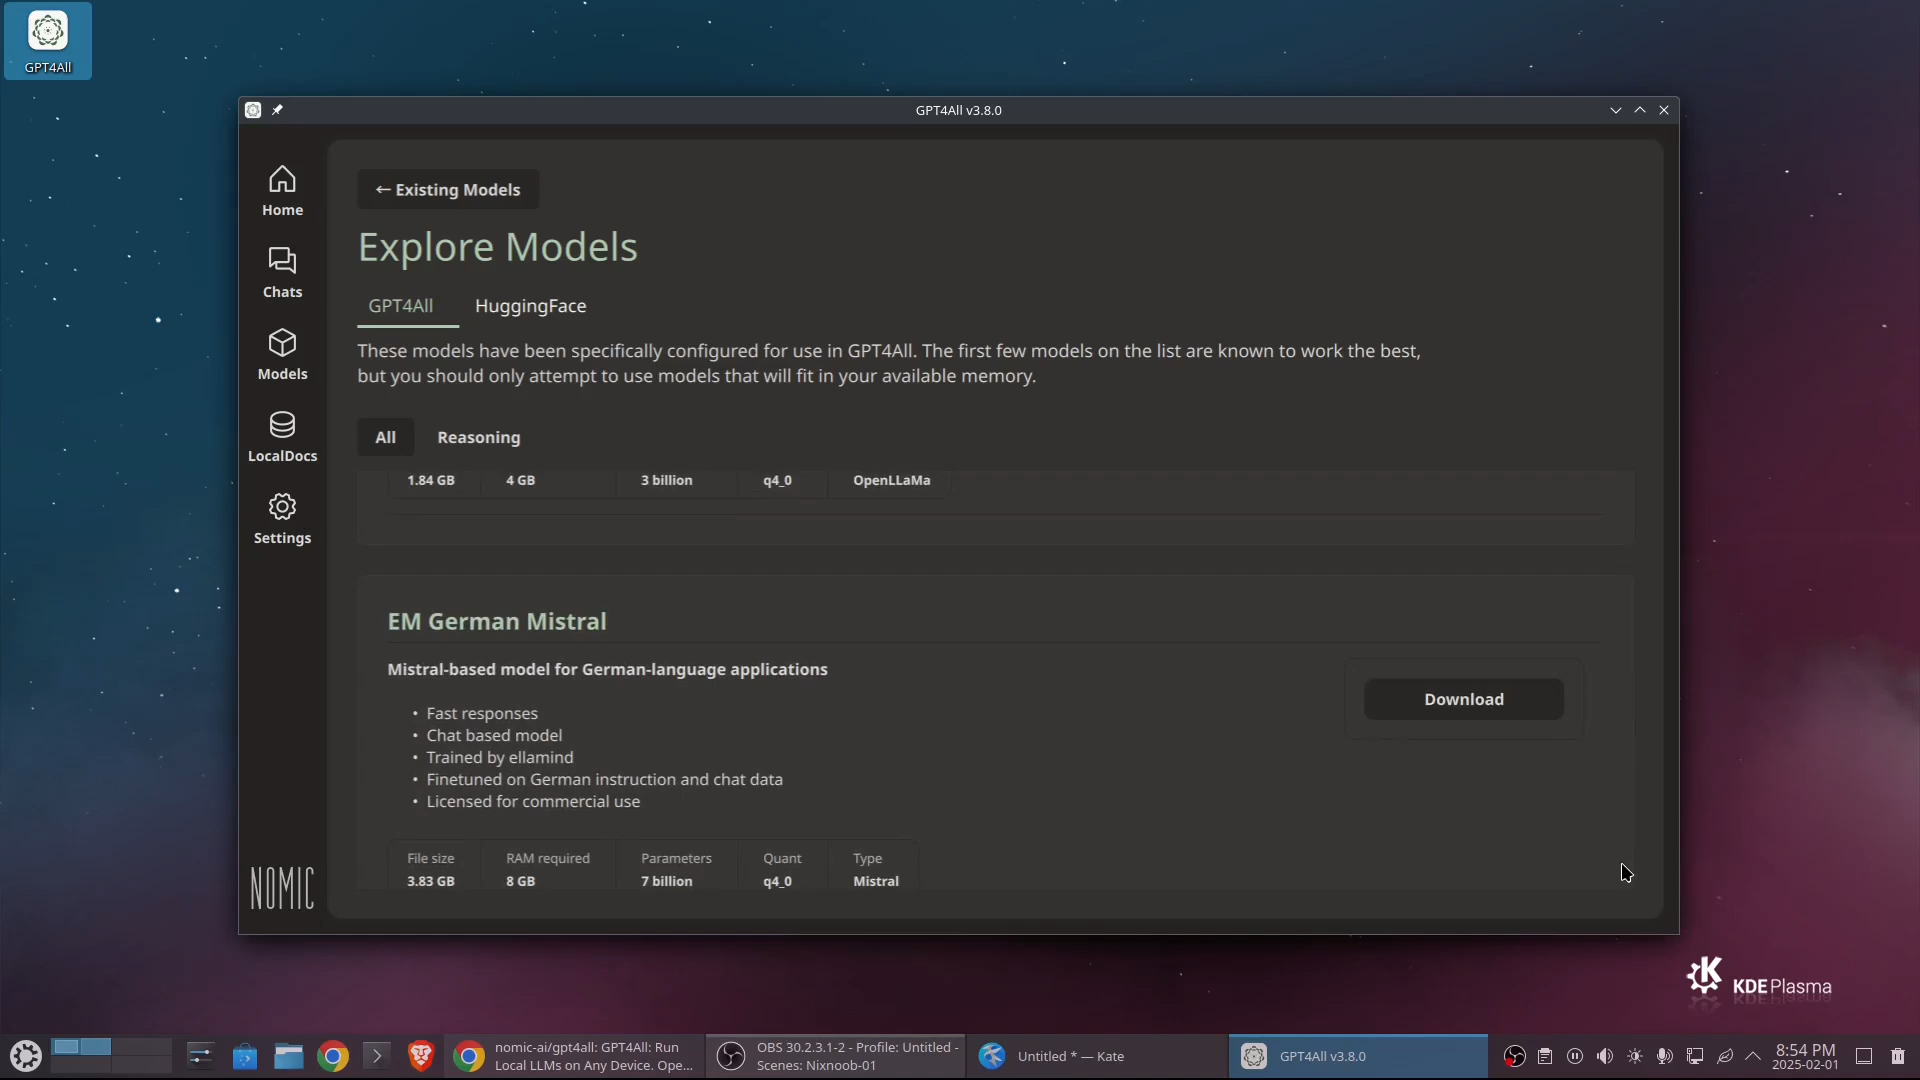 GPT4All
GPT4All v3.8.0
Home
Chats
Models
LocalDocs
Settings
NOMIC
← Existing Models
Explore Models
GPT4All HuggingFace
These models have been specifically configured for use in GPT4All. The first few models on the list are known to work the best,
but you should only attempt to use models that will fit in your available memory.
All Reasoning
1.84 GB 4 GB 3 billion q4_0 OpenLLaMa
EM German Mistral
Mistral-based model for German-language applications
Download
• Fast responses
• Chat based model
• Trained by ellamind
• Finetuned on German instruction and chat data
• Licensed for commercial use
File size RAM required Parameters Quant Type
3.83 GB 8 GB 7 billion q4_0 Mistral
KDE Plasma
nomic-ai/gpt4all: GPT4All: Run
Local LLMs on Any Device. Ope...
OBS 30.2.3.1-2 - Profile: Untitled -
Scenes: Nixnoob-01
Untitled * — Kate
GPT4All v3.8.0
8:54 PM
2025-02-01